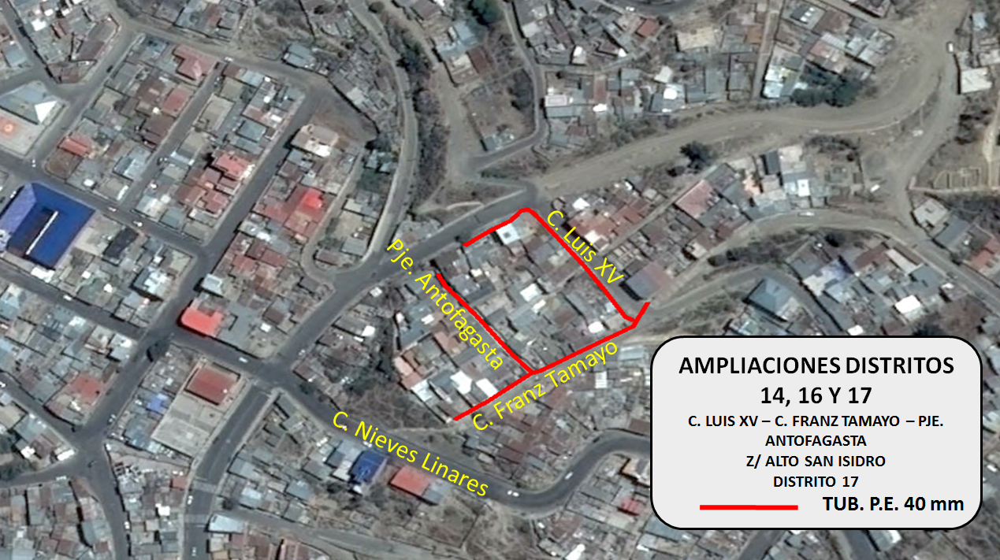 C. Luis XV
Pje. Antofagasta
C. Franz Tamayo
C. Nieves Linares
AMPLIACIONES DISTRITOS
14, 16 Y 17
C. LUIS XV – C. FRANZ TAMAYO – PJE.
ANTOFAGASTA
Z/ ALTO SAN ISIDRO
DISTRITO 17
TUB. P.E. 40 mm